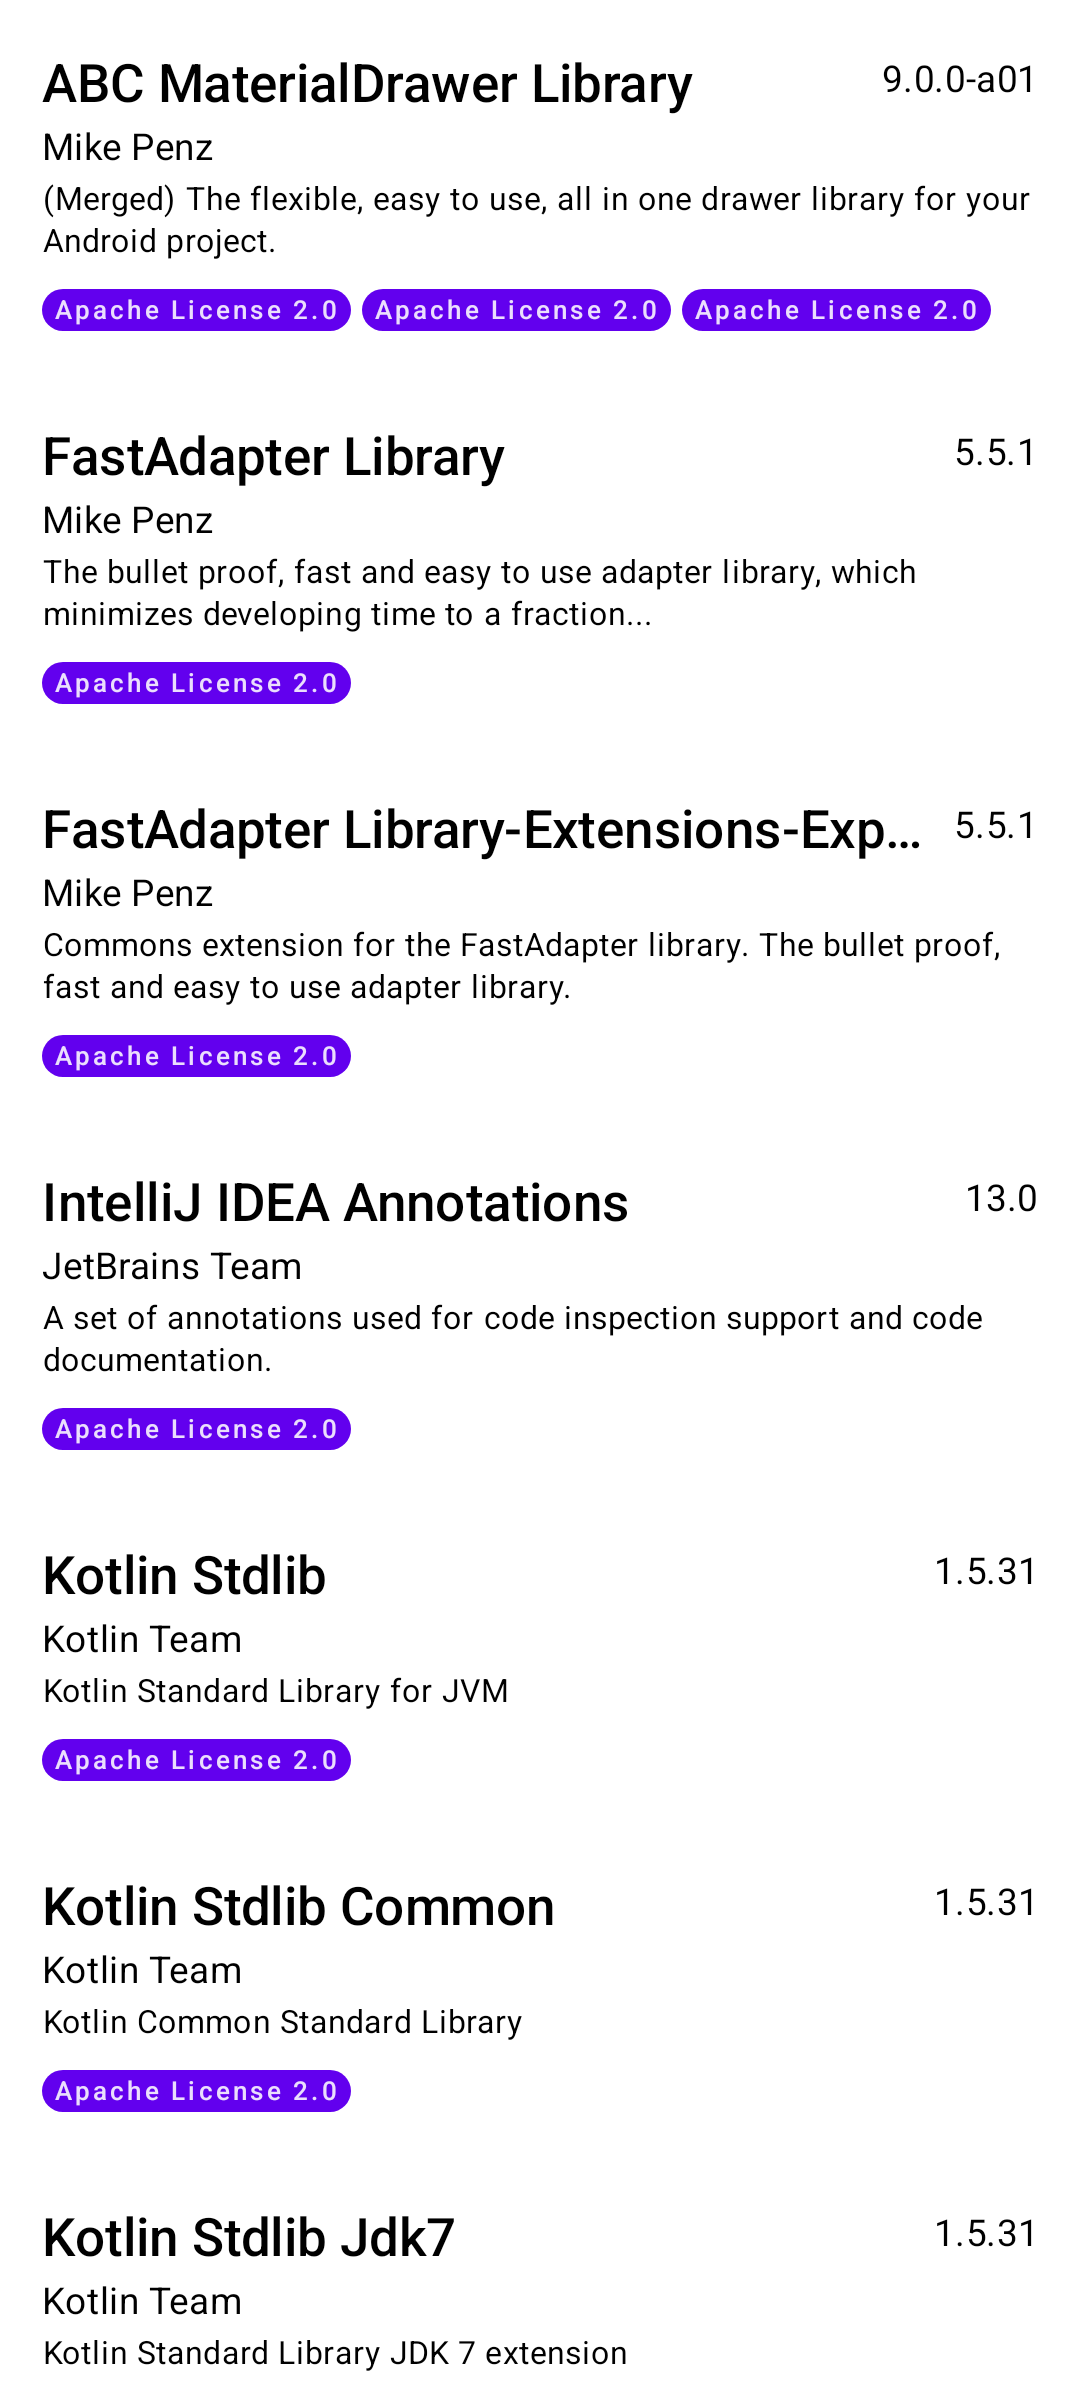 ABC MaterialDrawer Library 9.0.0-a01
Mike Penz
(Merged) The flexible, easy to use, all in one drawer library for your
Android project.
Apache License 2.0 Apache License 2.0 Apache License 2.0
FastAdapter Library 5.5.1
Mike Penz
The bullet proof, fast and easy to use adapter library, which
minimizes developing time to a fraction...
Apache License 2.0
FastAdapter Library-Extensions-Exp... 5.5.1
Mike Penz
Commons extension for the FastAdapter library. The bullet proof,
fast and easy to use adapter library.
Apache License 2.0
IntelliJ IDEA Annotations 13.0
JetBrains Team
A set of annotations used for code inspection support and code
documentation.
Apache License 2.0
Kotlin Stdlib 1.5.31
Kotlin Team
Kotlin Standard Library for JVM
Apache License 2.0
Kotlin Stdlib Common 1.5.31
Kotlin Team
Kotlin Common Standard Library
Apache License 2.0
Kotlin Stdlib Jdk7 1.5.31
Kotlin Team
Kotlin Standard Library JDK 7 extension